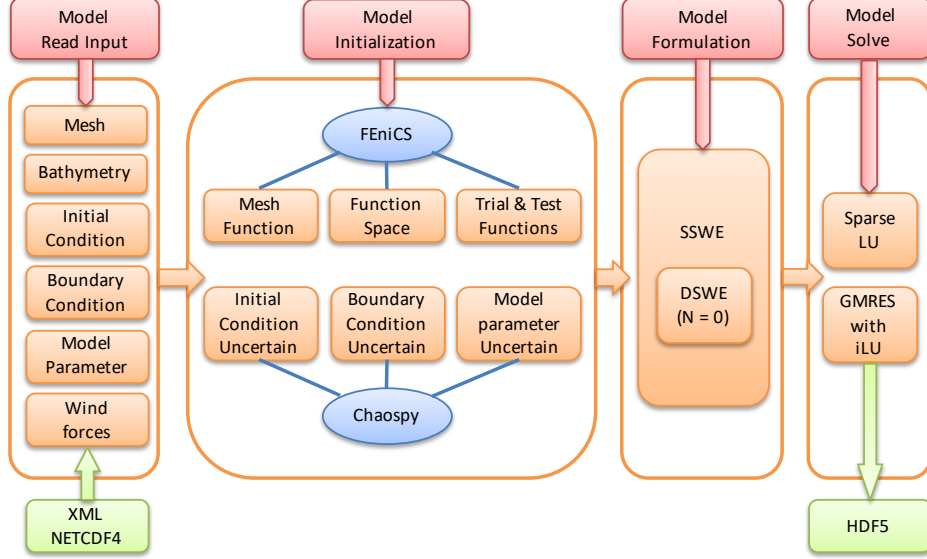 Model
Read Input
Model
Initialization
Model
Formulation
Model
Solve
Mesh
Bathymetry
Initial
Condition
Boundary
Condition
Model
Parameter
Wind
forces
XML
NETCDF4
FEniCS
Mesh
Function
Function
Space
Trial & Test
Functions
Initial
Condition
Uncertain
Boundary
Condition
Uncertain
Model
parameter
Uncertain
Chaospy
SSWE
DSWE
(N = 0)
Sparse
LU
GMRES
with
iLU
HDF5